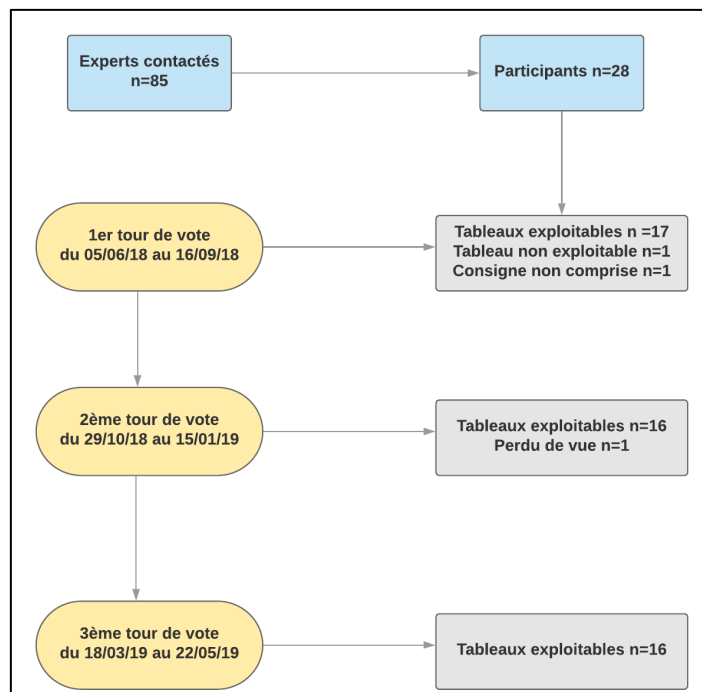 Experts contactés
n=85
Participants n=28
1er tour de vote
du 05/06/18 au 16/09/18
Tableaux exploitables n =17
Tableau non exploitable n=1
Consigne non comprise n=1
2ème tour de vote
du 29/10/18 au 15/01/19
Tableaux exploitables n=16
Perdu de vue n=1
3ème tour de vote
du 18/03/19 au 22/05/19
Tableaux exploitables n=16